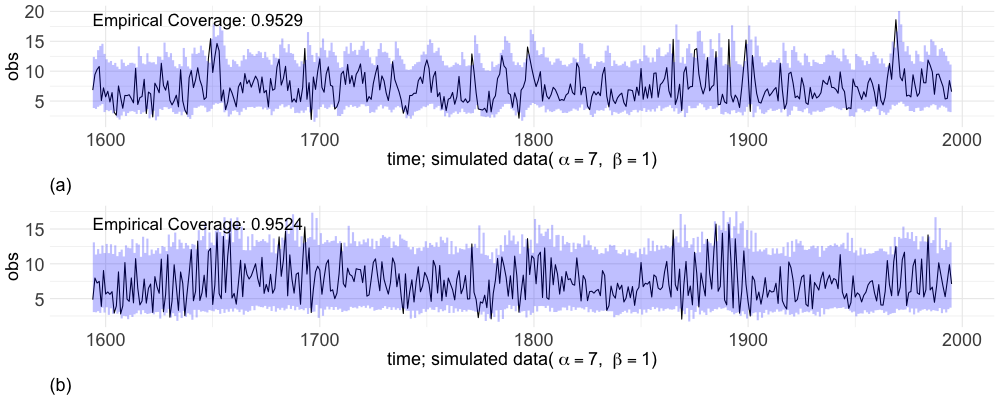 20
Empirical Coverage: 0.9529
15
obs
10
5
1600 1700 1800 1900 2000
time; simulated data( α = 7, β = 1)
(a)
Empirical Coverage: 0.9524
15
obs
10
5
1600 1700 1800 1900 2000
time; simulated data( α = 7, β = 1)
(b)